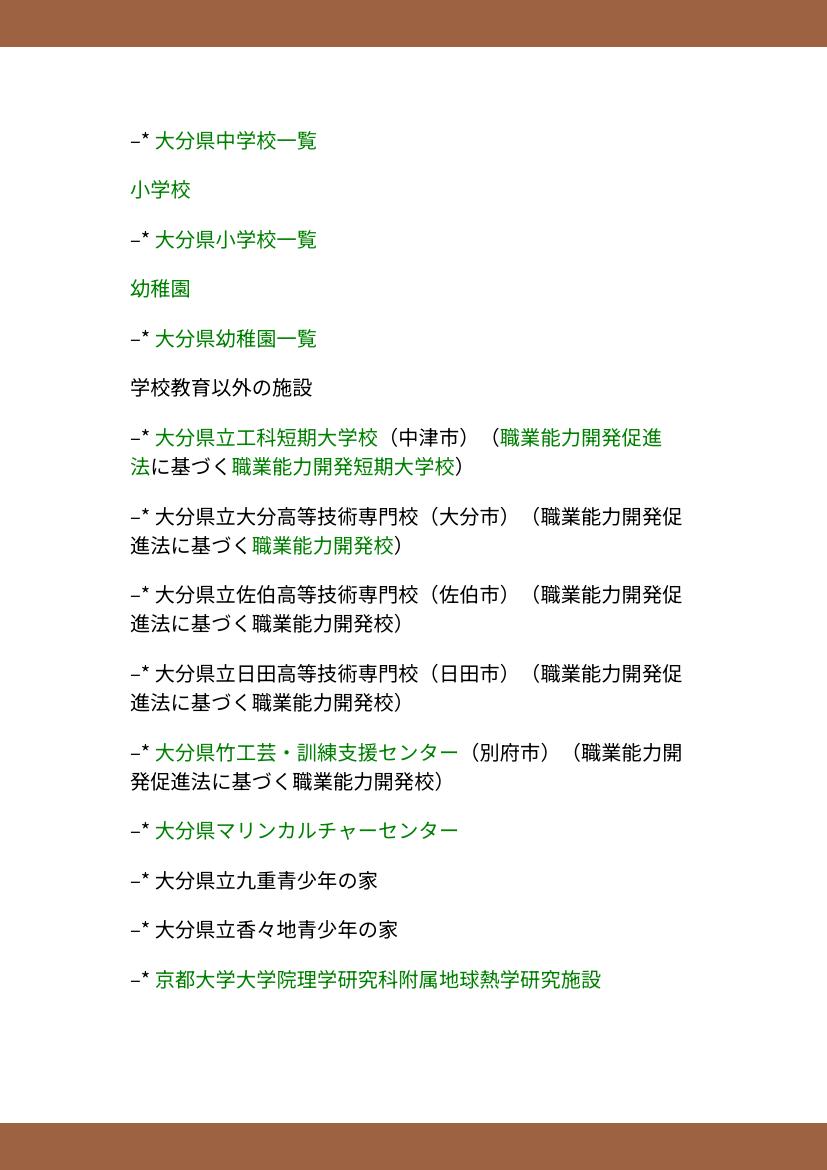 –* 大分県中学校一覧
小学校
–* 大分県小学校一覧
幼稚園
–* 大分県幼稚園一覧
学校教育以外の施設
–* 大分県立工科短期大学校（中津市）（職業能力開発促進
法に基づく職業能力開発短期大学校）
–* 大分県立大分高等技術専門校（大分市）（職業能力開発促
進法に基づく職業能力開発校）
–* 大分県立佐伯高等技術専門校（佐伯市）（職業能力開発促
進法に基づく職業能力開発校）
–* 大分県立日田高等技術専門校（日田市）（職業能力開発促
進法に基づく職業能力開発校）
–* 大分県竹工芸・訓練支援センター（別府市）（職業能力開
発促進法に基づく職業能力開発校）
–* 大分県マリンカルチャーセンター
–* 大分県立九重青少年の家
–* 大分県立香々地青少年の家
–* 京都大学大学院理学研究科附属地球熱学研究施設